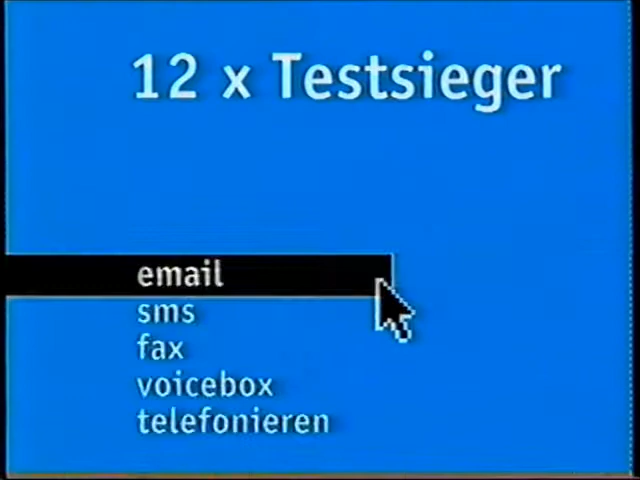 12 x Testsieger
email
sms
fax
voicebox
telefonieren